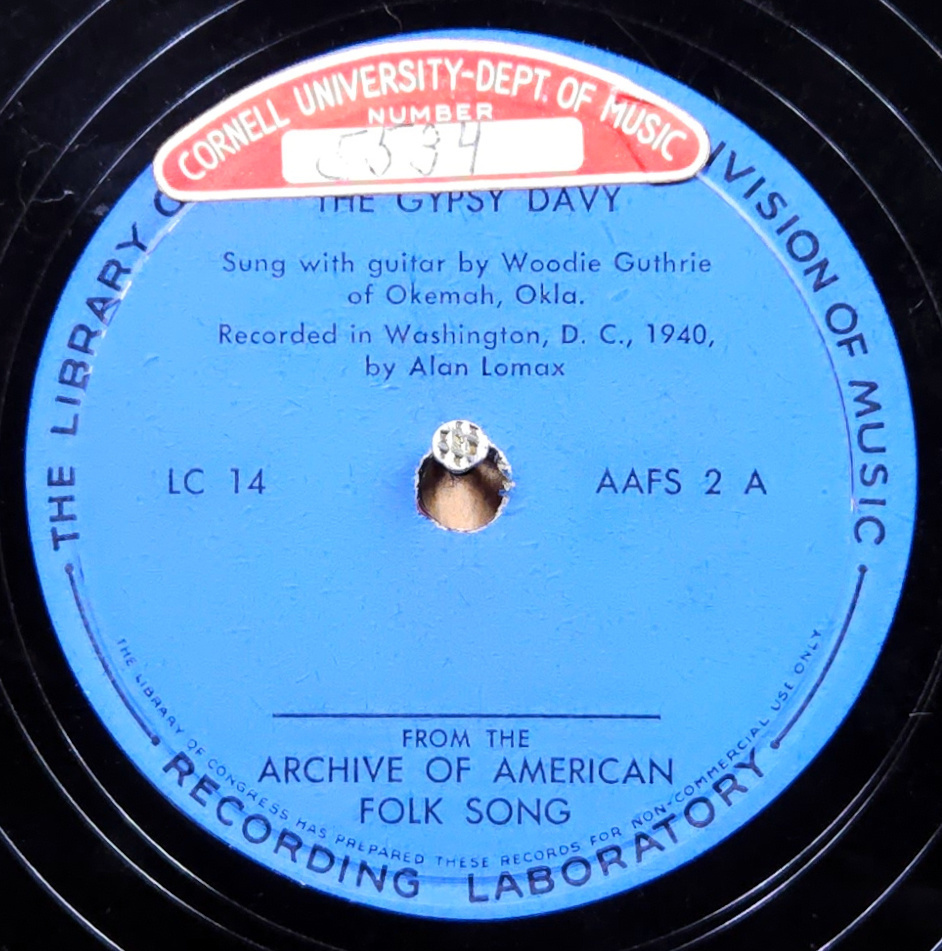 CORNELL UNIVERSITY-DEPT. OF MUSIC
NUMBER
5534
THE LIBRARY
DIVISION OF MUSIC
THE GYPSY DAVY
Sung with guitar by Woodie Guthrie
of Okemah, Okla.
Recorded in Washington, D. C., 1940,
by Alan Lomax
LC 14
AAFS 2 A
FROM THE
ARCHIVE OF AMERICAN
FOLK SONG
THE LIBRARY OF CONGRESS HAS PREPARED THESE RECORDS FOR NON-COMMERCIAL USE ONLY
RECORDING LABORATORY